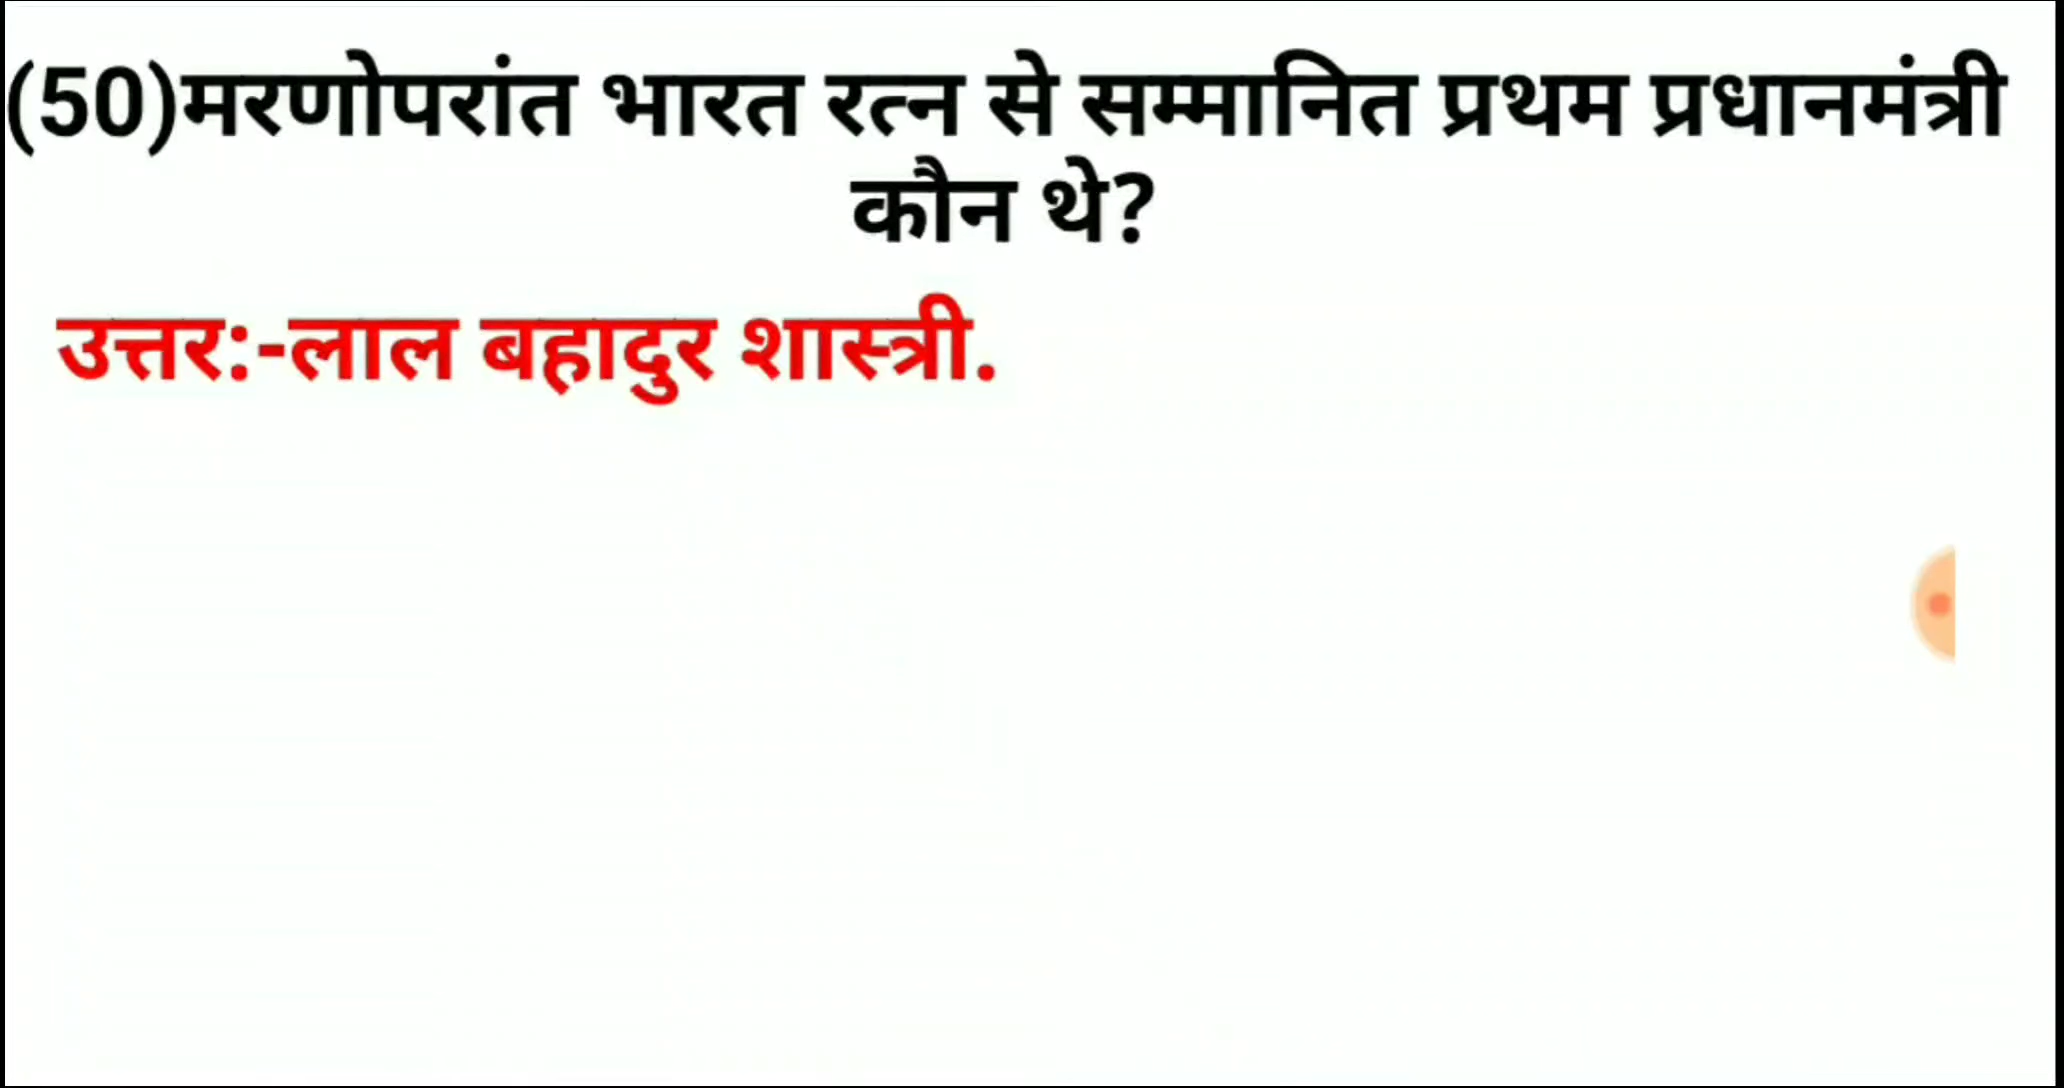 (50)मरणोपरांत भारत रत्न से सम्मानित प्रथम प्रधानमंत्री
कौन थे?
उत्तर:-लाल बहादुर शास्त्री.